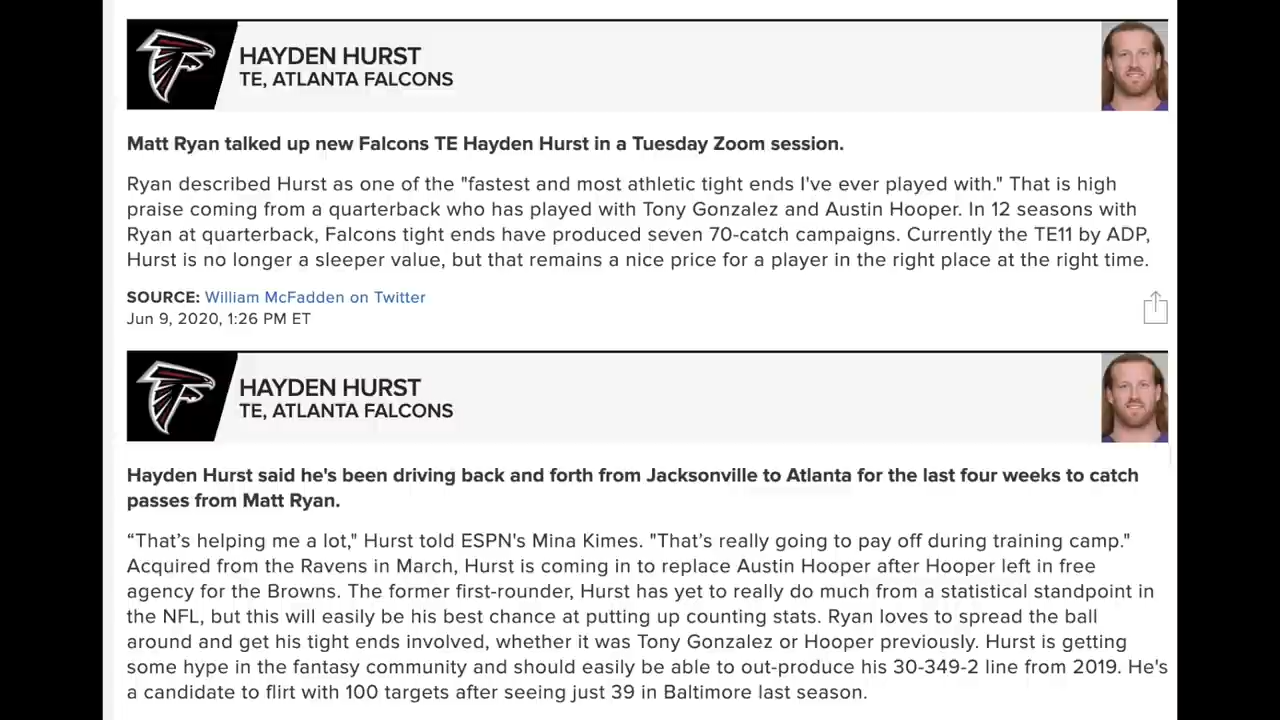 HAYDEN HURST
TE, ATLANTA FALCONS
Matt Ryan talked up new Falcons TE Hayden Hurst in a Tuesday Zoom session.
Ryan described Hurst as one of the "fastest and most athletic tight ends I've ever played with." That is high
praise coming from a quarterback who has played with Tony Gonzalez and Austin Hooper. In 12 seasons with
Ryan at quarterback, Falcons tight ends have produced seven 70-catch campaigns. Currently the TE11 by ADP,
Hurst is no longer a sleeper value, but that remains a nice price for a player in the right place at the right time.
SOURCE: William McFadden on Twitter
Jun 9, 2020, 1:26 PM ET
HAYDEN HURST
TE, ATLANTA FALCONS
Hayden Hurst said he's been driving back and forth from Jacksonville to Atlanta for the last four weeks to catch
passes from Matt Ryan.
“That’s helping me a lot," Hurst told ESPN's Mina Kimes. "That’s really going to pay off during training camp."
Acquired from the Ravens in March, Hurst is coming in to replace Austin Hooper after Hooper left in free
agency for the Browns. The former first-rounder, Hurst has yet to really do much from a statistical standpoint in
the NFL, but this will easily be his best chance at putting up counting stats. Ryan loves to spread the ball
around and get his tight ends involved, whether it was Tony Gonzalez or Hooper previously. Hurst is getting
some hype in the fantasy community and should easily be able to out-produce his 30-349-2 line from 2019. He's
a candidate to flirt with 100 targets after seeing just 39 in Baltimore last season.